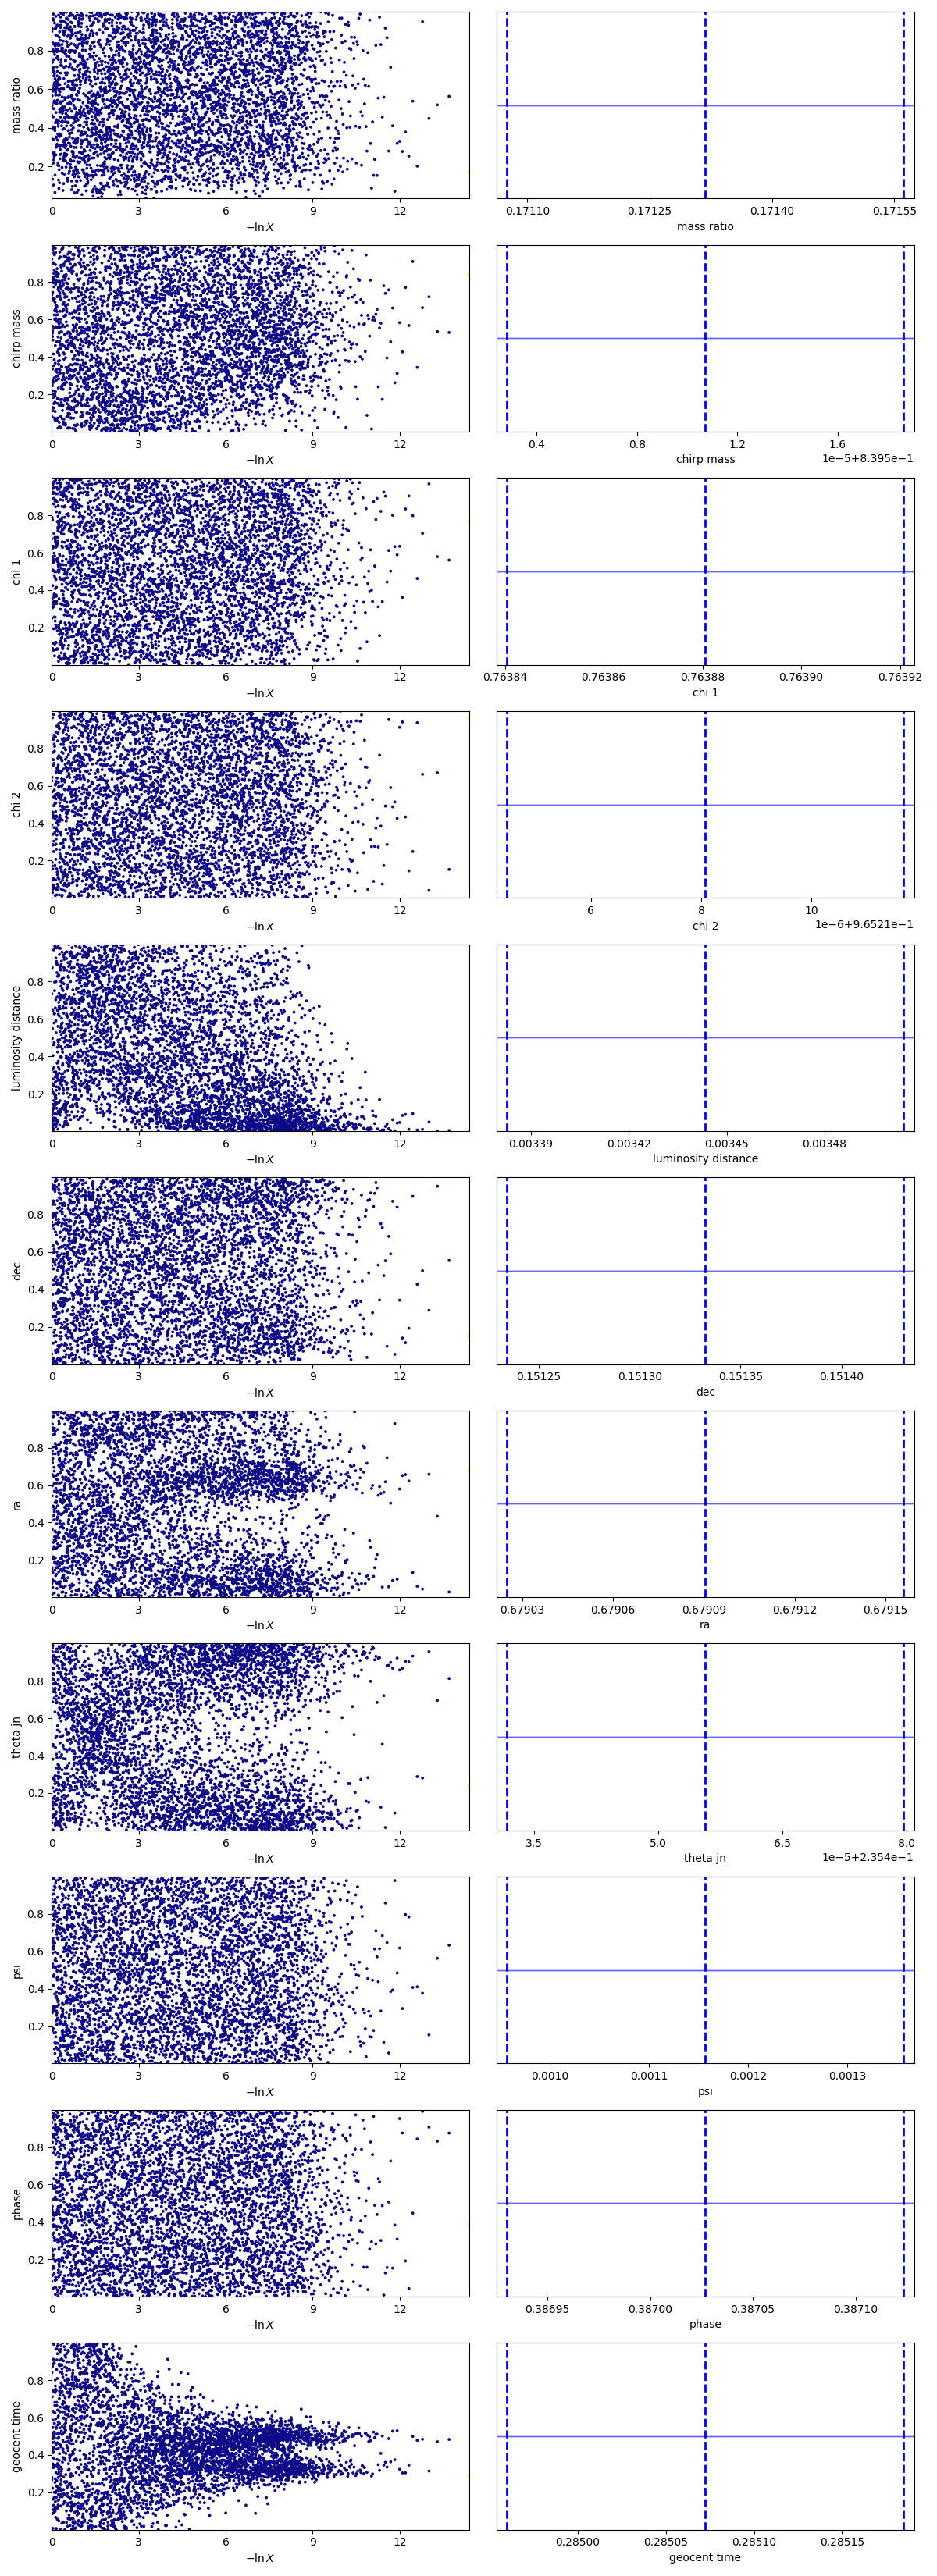 0.8
0.6
0.4
0.2
mass ratio
0 3 6 9 12
−ln X
0.17110 0.17125 0.17140 0.17155
mass ratio
0.8
0.6
0.4
0.2
chirp mass
0 3 6 9 12
−ln X
0.4 0.8 1.2 1.6
chirp mass
1e−5+8.395e−1
0.8
0.6
0.4
0.2
chi 1
0 3 6 9 12
−ln X
0.76384 0.76386 0.76388 0.76390 0.76392
chi 1
0.8
0.6
0.4
0.2
chi 2
0 3 6 9 12
−ln X
6 8 10
chi 2
1e−6+9.6521e−1
0.8
0.6
0.4
0.2
luminosity distance
0 3 6 9 12
−ln X
0.00339 0.00342 0.00345 0.00348
luminosity distance
0.8
0.6
0.4
0.2
dec
0 3 6 9 12
−ln X
0.15125 0.15130 0.15135 0.15140
dec
0.8
0.6
0.4
0.2
ra
0 3 6 9 12
−ln X
0.67903 0.67906 0.67909 0.67912 0.67915
ra
0.8
0.6
0.4
0.2
theta jn
0 3 6 9 12
−ln X
3.5 5.0 6.5 8.0
theta jn
1e−5+2.354e−1
0.8
0.6
0.4
0.2
psi
0 3 6 9 12
−ln X
0.0010 0.0011 0.0012 0.0013
psi
0.8
0.6
0.4
0.2
phase
0 3 6 9 12
−ln X
0.38695 0.38700 0.38705 0.38710
phase
0.8
0.6
0.4
0.2
geocent time
0 3 6 9 12
−ln X
0.28500 0.28505 0.28510 0.28515
geocent time